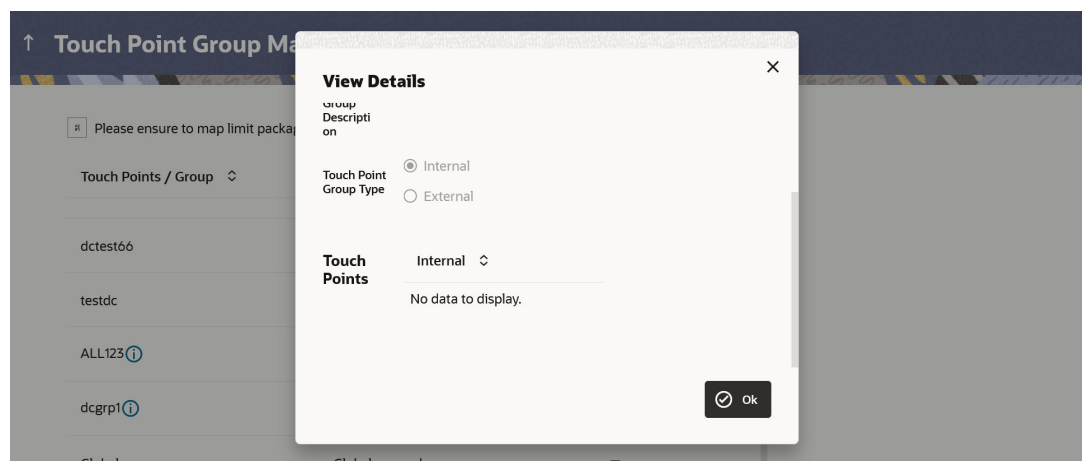 Touch Point Group Ma
View Details
Group
Descripti
on
Please ensure to map limit packa
Touch Point
Group Type
Internal
External
Touch Points / Group
dctest66
Touch
Points
Internal
No data to display.
testdc
ALL123
dcgrp1
Ok